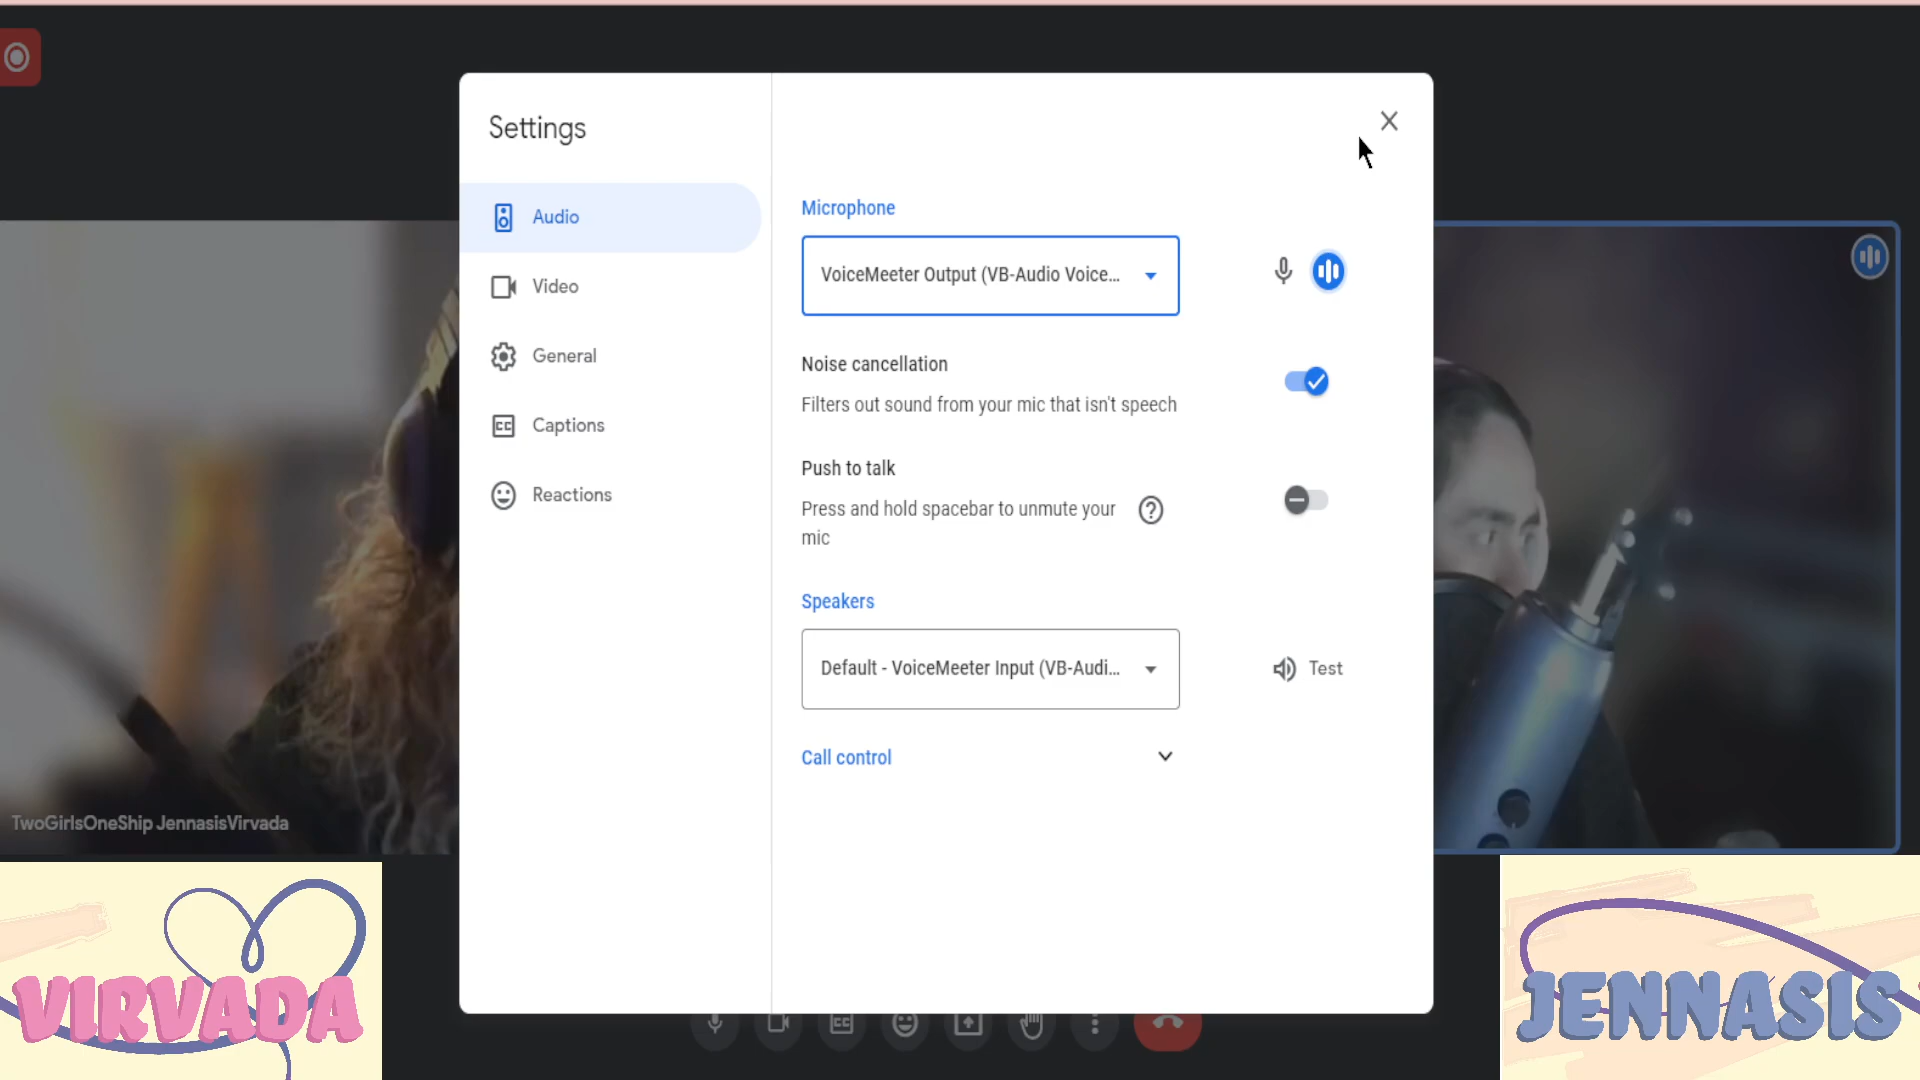 Settings
Audio
Video
General
Captions
Reactions
Microphone
VoiceMeeter Output (VB-Audio Voice...
Noise cancellation
Filters out sound from your mic that isn't speech
Push to talk
Press and hold spacebar to unmute your
mic
Speakers
Default - VoiceMeeter Input (VB-Audi...
Test
Call control
TwoGirlsOneShip JennasisVirvada
VIRVADA
JENNASIS